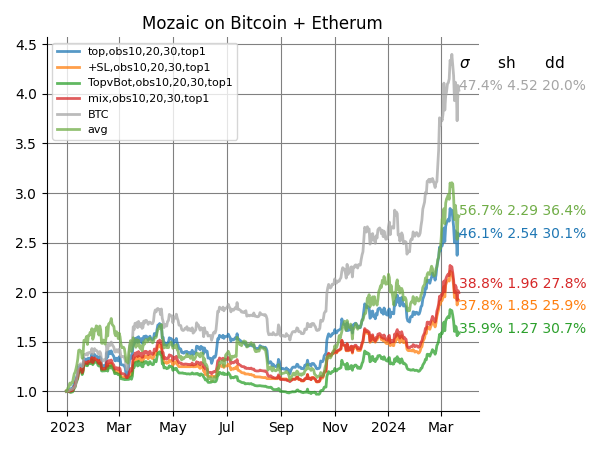 Mozaic on Bitcoin + Etherum
4.5
4.0
3.5
3.0
2.5
2.0
1.5
1.0
top,obs10,20,30,top1
+SL,obs10,20,30,top1
TopvBot,obs10,20,30,top1
mix,obs10,20,30,top1
BTC
avg
σ sh dd
47.4% 4.52 20.0%
56.7% 2.29 36.4%
46.1% 2.54 30.1%
38.8% 1.96 27.8%
37.8% 1.85 25.9%
35.9% 1.27 30.7%
2023 Mar May Jul Sep Nov 2024 Mar